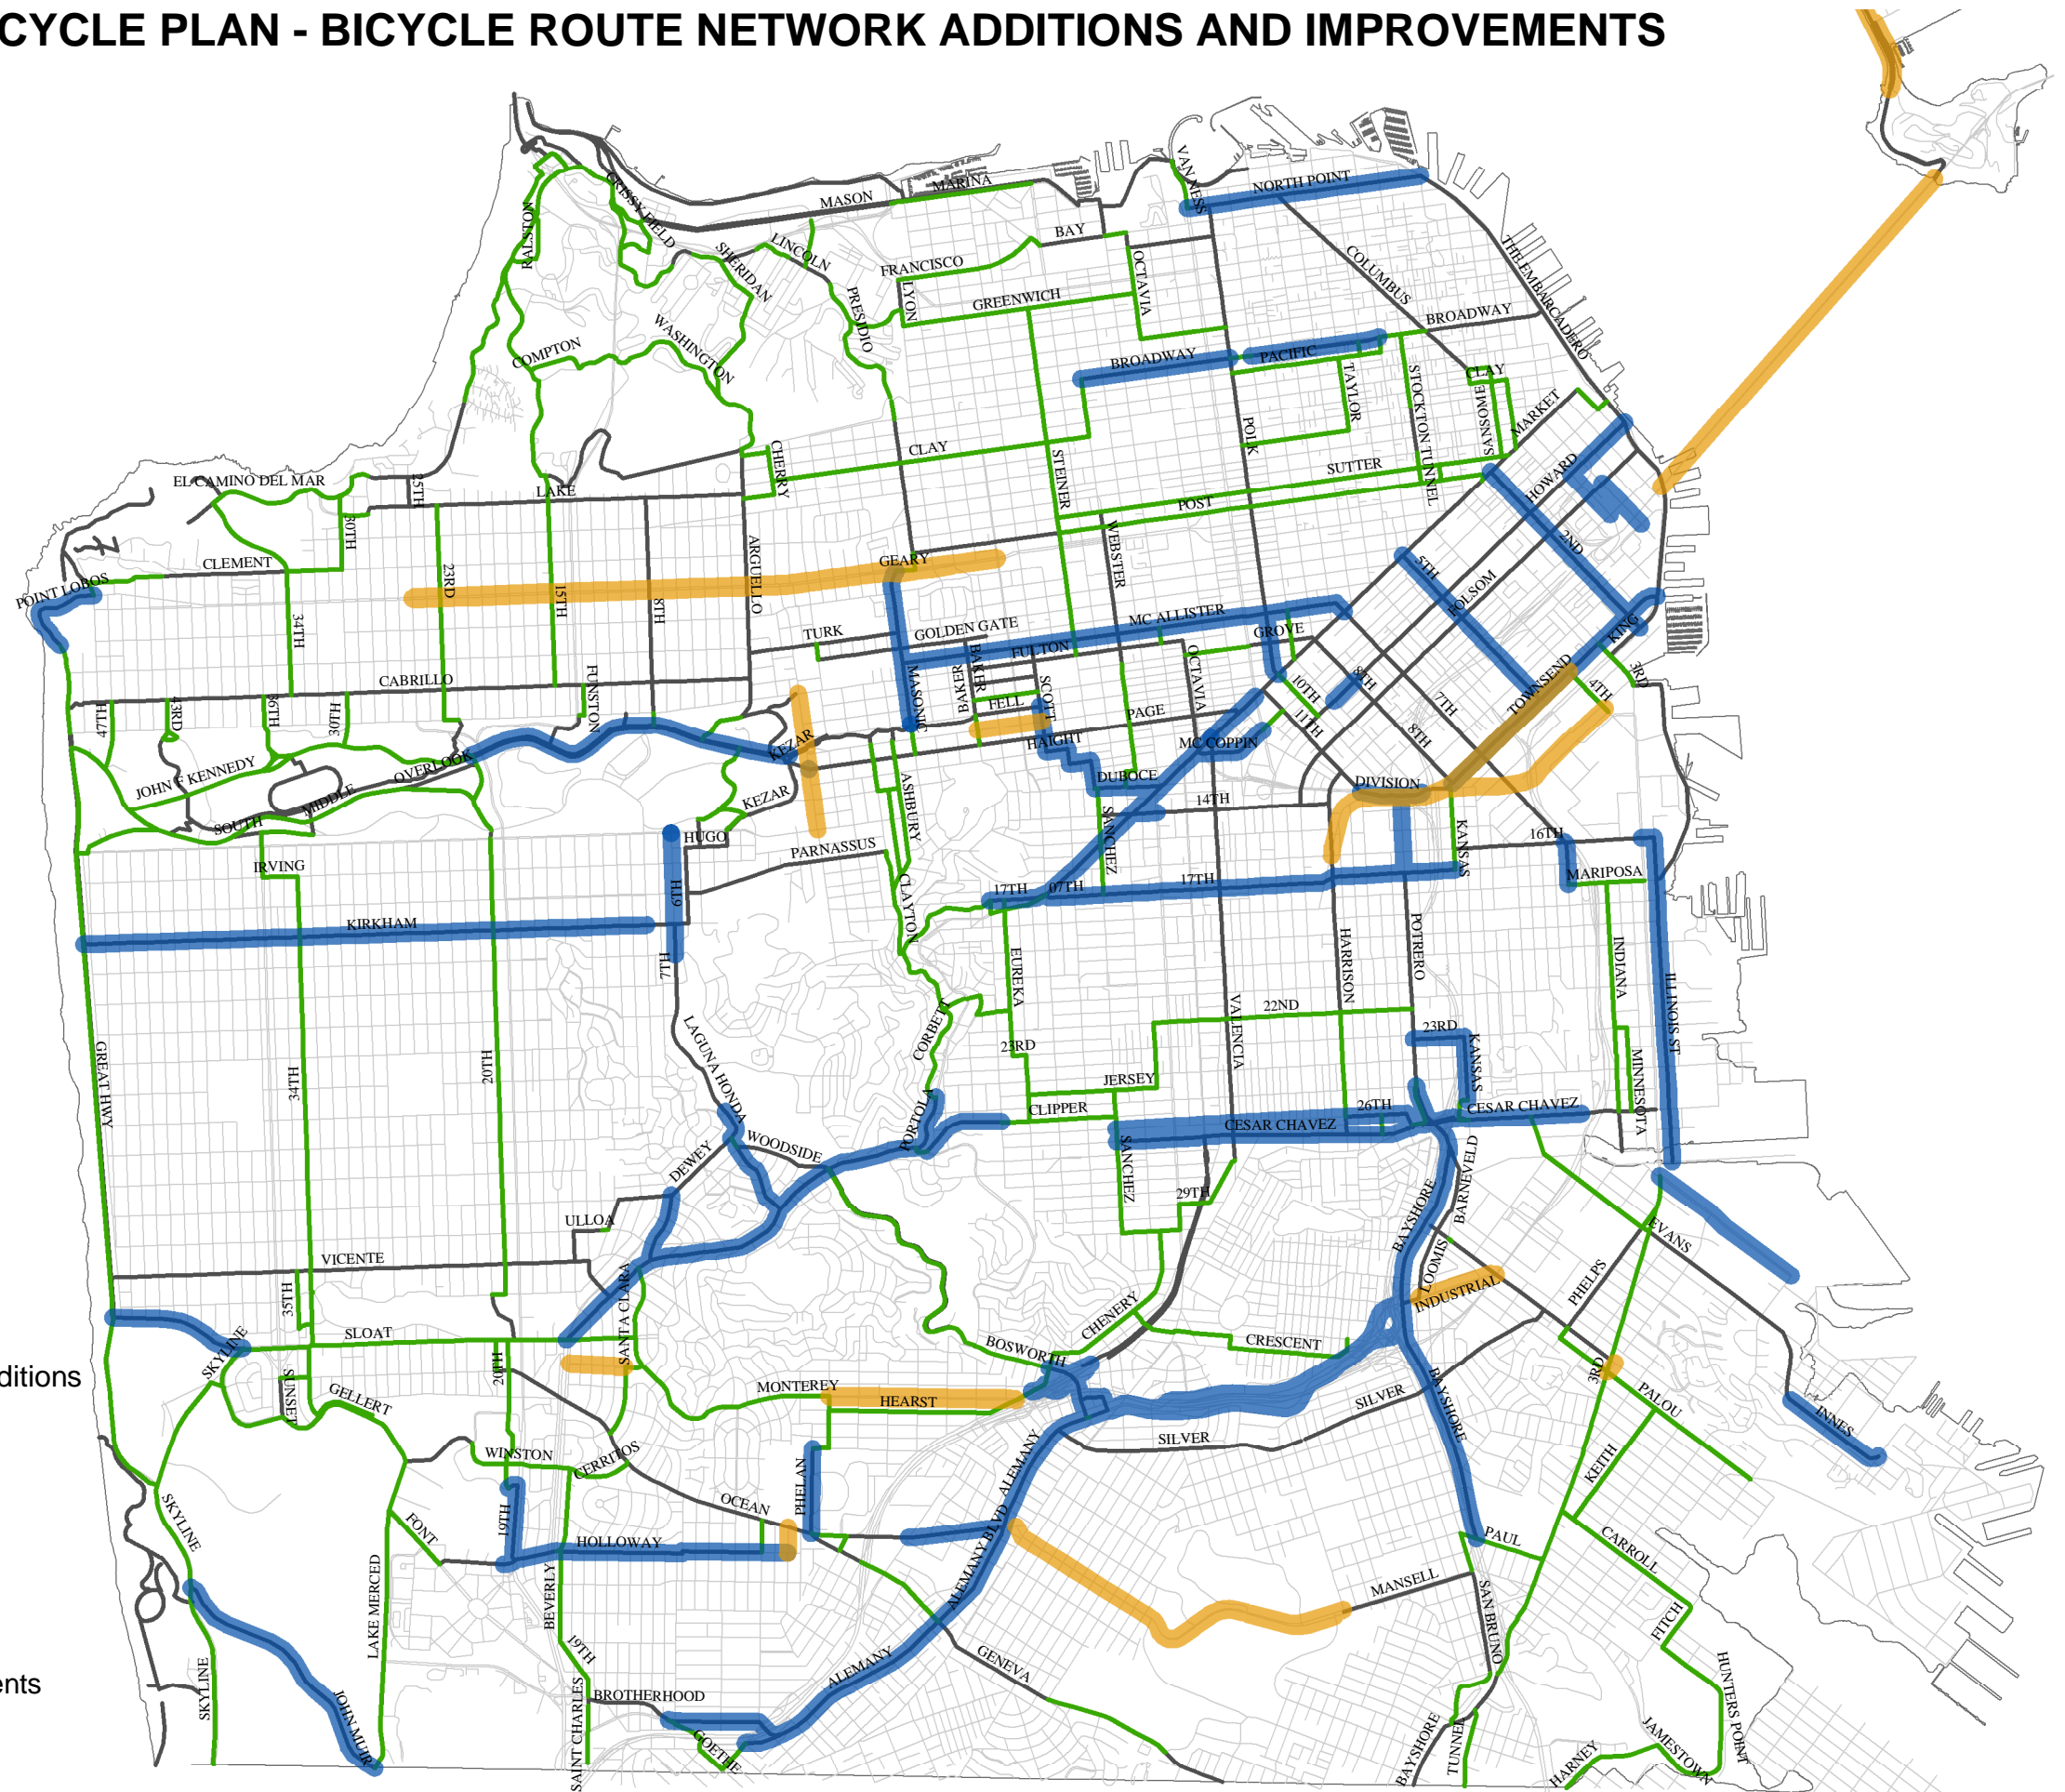 CYCLE PLAN - BICYCLE ROUTE NETWORK ADDITIONS AND IMPROVEMENTS
VAN NESS
NORTH POINT
MARINA
MASON
CRISSY FIELD
RALSTON
LINCOLN
SHERIDAN
BAY
FRANCISCO
LYON
GREENWICH
OCTAVIA
COLUMBUS
THE EMBARCADERO
PRESIDIO
WASHINGTON
COMPTON
BROADWAY
BROADWAY
PACIFIC
TAYLOR
STOCKTON TUNNEL
CLAY
SANSOME
MARKET
POLK
CLAY
CHERRY
STEINER
SUTTER
POST
HOWARD
EL CAMINO DEL MAR
25TH
LAKE
30TH
WEBSTER
2ND
CLEMENT
GEARY
ARGUELLO
POINT LOBOS
23RD
15TH
8TH
5TH
FOLSOM
34TH
MC ALLISTER
TURK
GOLDEN GATE
GROVE
KING
FULTON
BAKER
BAKER
OCTAVIA
3RD
CABRILLO
FUNSTON
MASONIC
SCOTT
FELL
PAGE
10TH
8TH
7TH
TOWNSEND
4TH
47TH
43RD
36TH
30TH
HAIGHT
MC COPPIN
11TH
8TH
KEZAR
OVERLOOK
JOHN F KENNEDY
MIDDLE
DUBOCE
DIVISION
KEZAR
14TH
SOUTH
HUGO
ASHBURY
SANCHEZ
KANSAS
16TH
PARNASSUS
IRVING
MARIPOSA
9TH
17TH
07TH
17TH
KIRKHAM
CLAYTON
7TH
EUREKA
HARRISON
POTRERO
INDIANA
ILLINOIS ST
LAGUNA HONDA
CORBETT
VALENCIA
22ND
23RD
KANSAS
GREAT HWY
34TH
20TH
23RD
MINNESOTA
JERSEY
CLIPPER
26TH
CESAR CHAVEZ
CESAR CHAVEZ
PORTOLA
WOODSIDE
DEWEY
SANCHEZ
BARNEVELD
29TH
BAYSHORE
ULLOA
EVANS
VICENTE
LOOMIS
PHELPS
35TH
SANTA CLARA
INDUSTRIAL
CHENERY
SKYLINE
SLOAT
BOSWORTH
CRESCENT
20TH
3RD
ditions
SUNSET
GELLERT
MONTEREY
HEARST
SILVER
BAYSHORE
PALOU
INNES
SILVER
WINSTON
CERRITOS
ALEMANY
KEITH
PHELAN
OCEAN
SKYLINE
19TH
FONT
HOLLOWAY
PAUL
CARROLL
ALEMANY BLVD
MANSELL
LAKE MERCED
BEVERLY
SAN BRUNO
FITCH
19TH
GENEVA
ALEMANY
HUNTERS POINT
ents
SKYLINE
JOHN MUIR
SAINT CHARLES
BROTHERHOOD
GOETHE
BAYSHORE
TUNNEL
JAMESTOWN
HARNEY